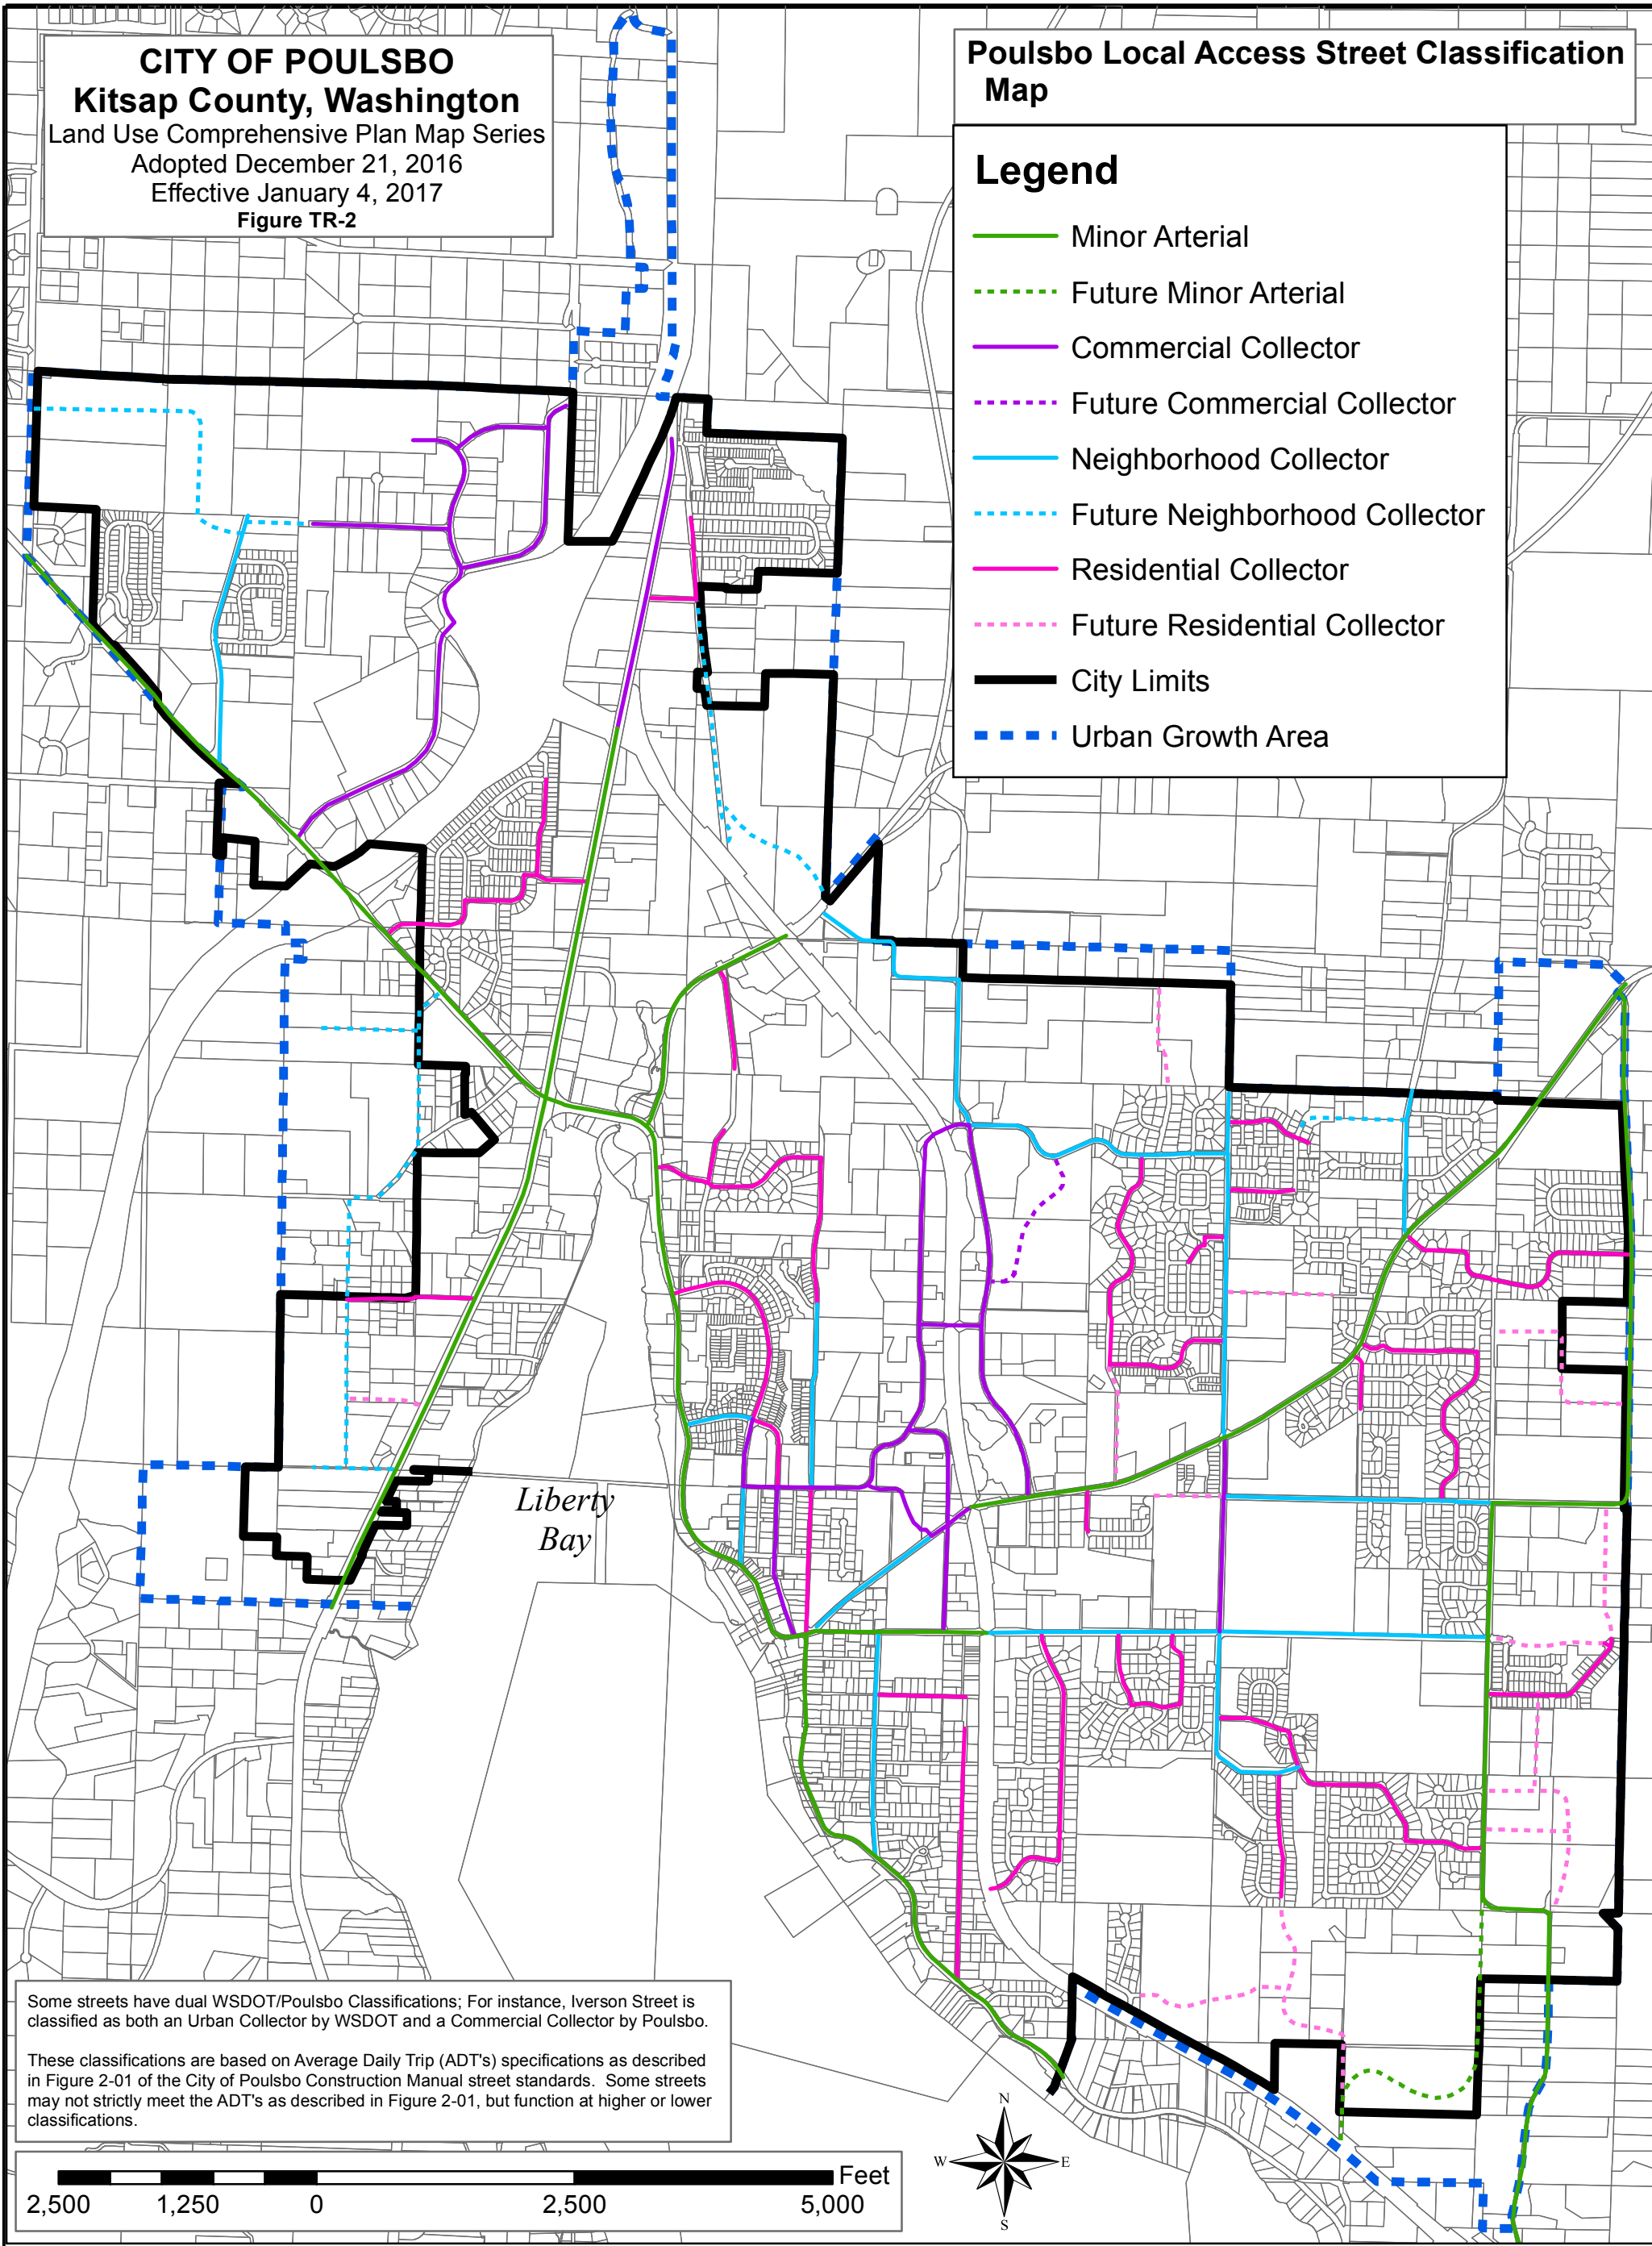 CITY OF POULSBO
Kitsap County, Washington
Land Use Comprehensive Plan Map Series
Adopted December 21, 2016
Effective January 4, 2017
Figure TR-2
Poulsbo Local Access Street Classification
Map
Legend
Minor Arterial
Future Minor Arterial
Commercial Collector
Future Commercial Collector
Neighborhood Collector
Future Neighborhood Collector
Residential Collector
Future Residential Collector
City Limits
Urban Growth Area
Liberty
Bay
Some streets have dual WSDOT/Poulsbo Classifications; For instance, Iverson Street is
classified as both an Urban Collector by WSDOT and a Commercial Collector by Poulsbo.
These classifications are based on Average Daily Trip (ADT's) specifications as described
in Figure 2-01 of the City of Poulsbo Construction Manual street standards. Some streets
may not strictly meet the ADT's as described in Figure 2-01, but function at higher or lower
classifications.
Feet
2,500 1,250 0 2,500 5,000
N
W E
S